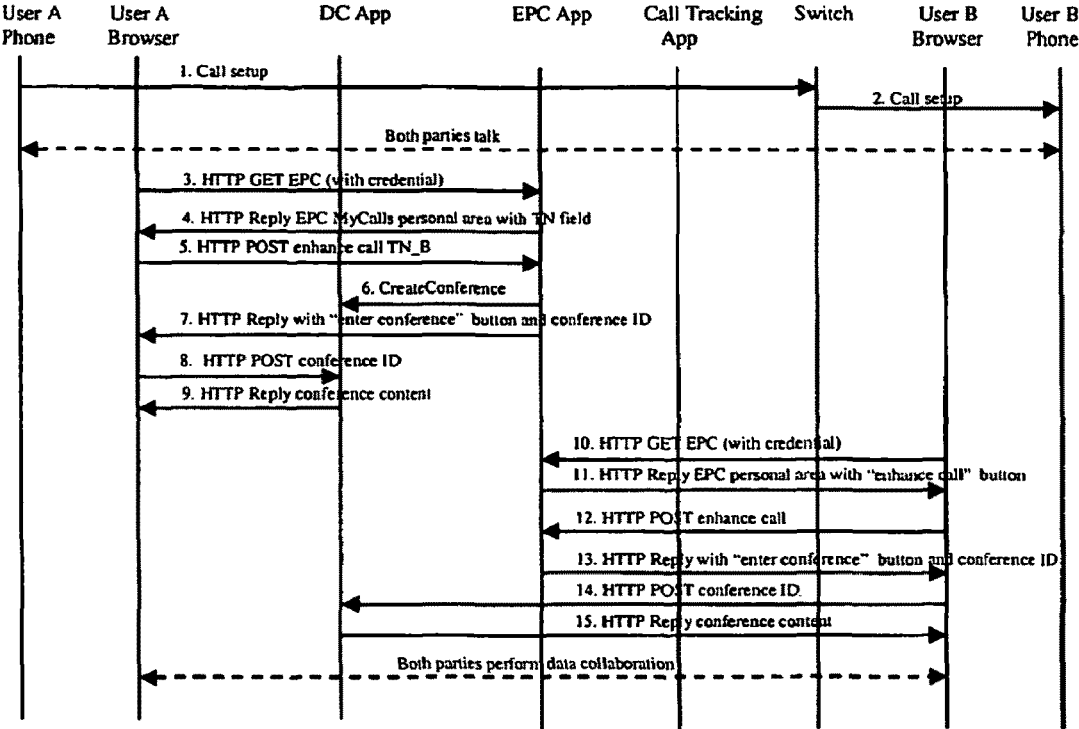 User A Phone
User A Browser
DC App
EPC App
Call Tracking App
Switch
User B Browser
User B Phone
1. Call setup
2. Call setup
Both parties talk
3. HTTP GET EPC (with credential)
4. HTTP Reply EPC MyCalls personal area with TN field
5. HTTP POST enhance call TN_B
6. CreateConference
7. HTTP Reply with "enter conference" button and conference ID
8. HTTP POST conference ID
9. HTTP Reply conference content
10. HTTP GET EPC (with credential)
11. HTTP Reply EPC personal area with "enhance call" button
12. HTTP POST enhance call
13. HTTP Reply with "enter conference" button and conference ID
14. HTTP POST conference ID.
15. HTTP Reply conference content
Both parties perform data collaboration